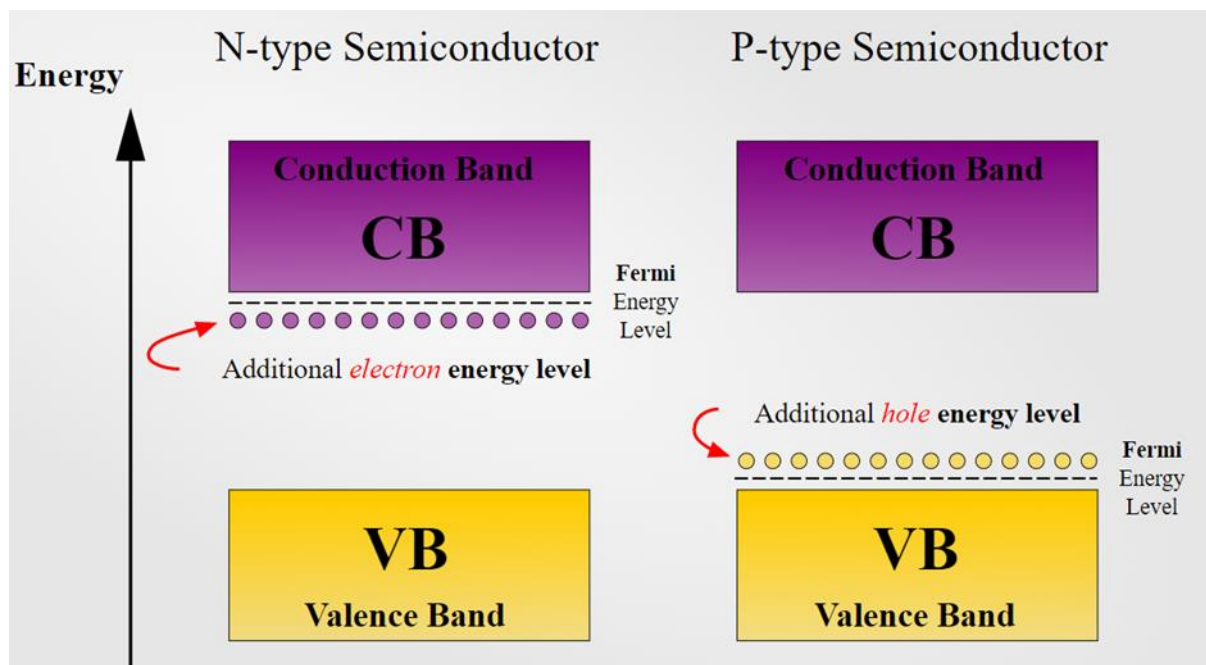 N-type Semiconductor
P-type Semiconductor
Energy
Conduction Band
CB
Conduction Band
CB
Fermi
Energy
Level
Additional electron energy level
Additional hole energy level
Fermi
Energy
Level
VB
Valence Band
VB
Valence Band